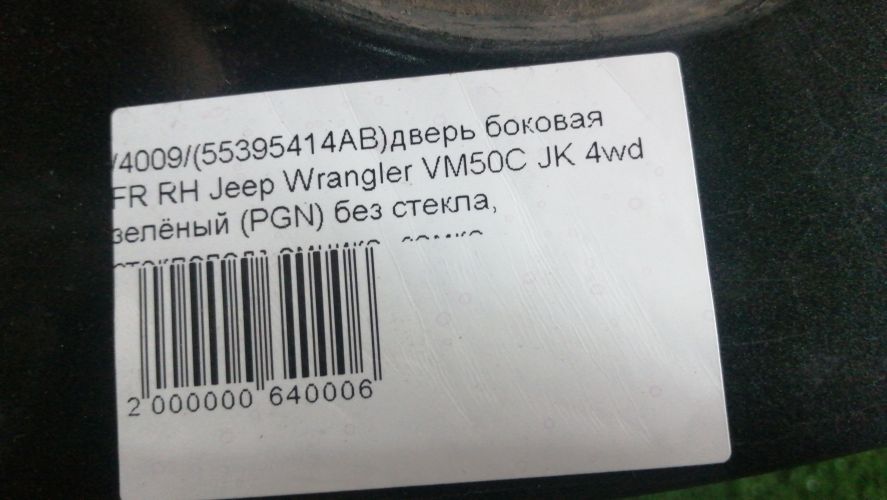 /4009/(55395414AB)дверь боковая
FR RH Jeep Wrangler VM50C JK 4wd
зелёный (PGN) без стекла,
2 000000 640006